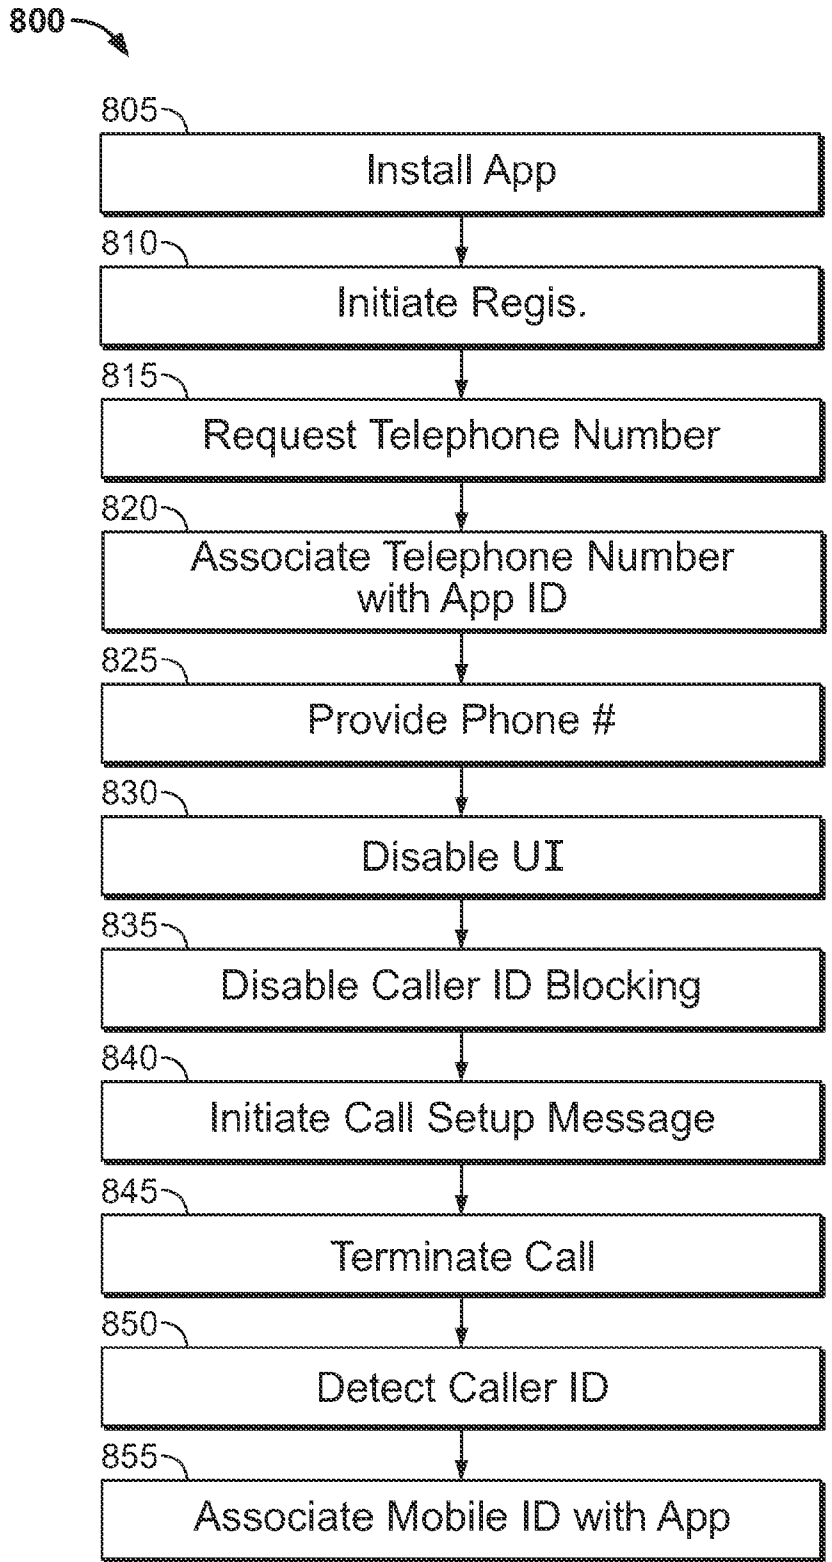 800
805
Install App
810
Initiate Regis.
815
Request Telephone Number
820
Associate Telephone Number
with App ID
825
Provide Phone #
830
Disable UI
835
Disable Caller ID Blocking
840
Initiate Call Setup Message
845
Terminate Call
850
Detect Caller ID
855
Associate Mobile ID with App